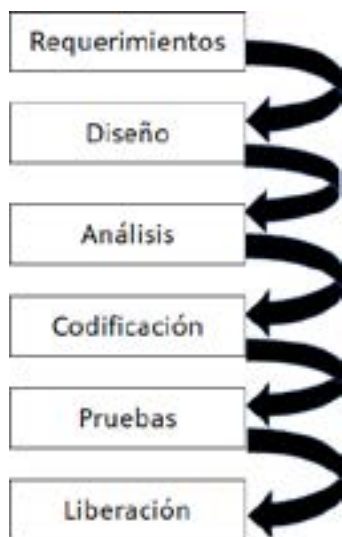 Requerimientos
Diseño
Análisis
Codificación
Pruebas
Liberación